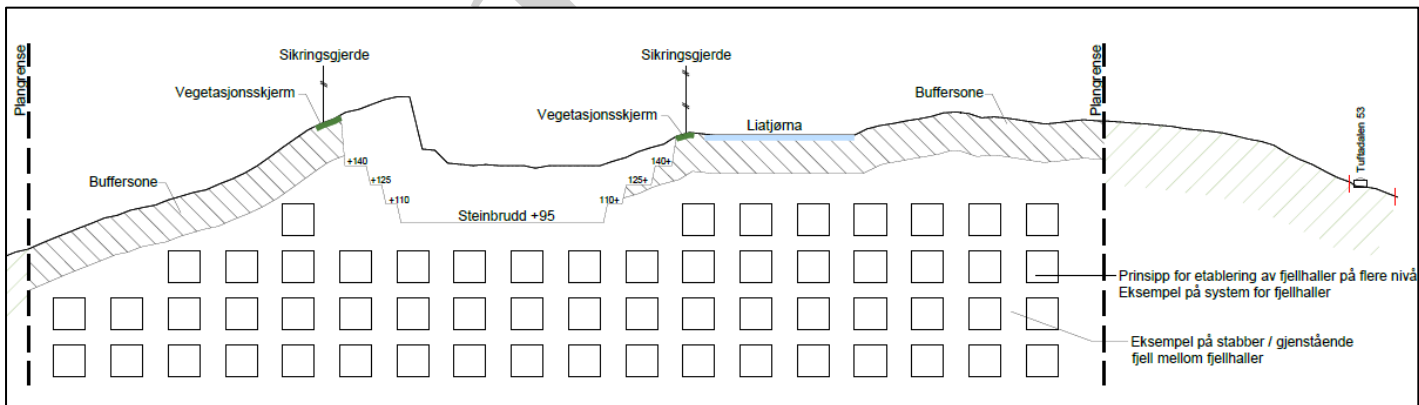 Plangrense
Sikringsgjerde
Vegetasjonsskjerm
Buffersone
+140
+125
+110
Steinbrudd +95
110+
125+
140+
Sikringsgjerde
Vegetasjonsskjerm
Liatjørna
Buffersone
Plangrense
Tuftadalen 53
Prinsipp for etablering av fjellhaller på flere nivå
Eksempel på system for fjellhaller
Eksempel på stabber / gjenstående
fjell mellom fjellhaller